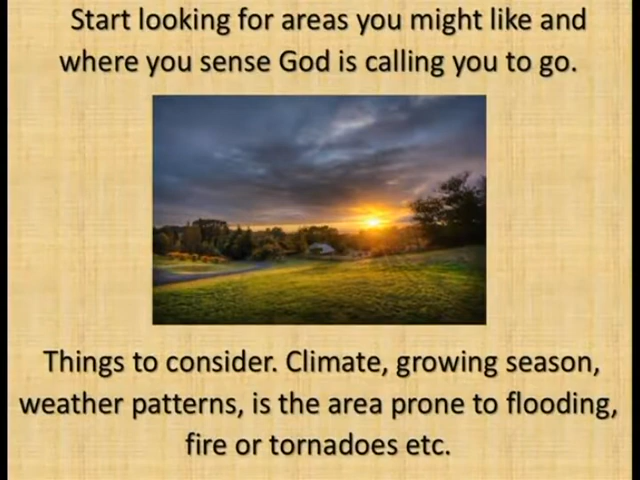 Start looking for areas you might like and
where you sense God is calling you to go.
Things to consider. Climate, growing season,
weather patterns, is the area prone to flooding,
fire or tornadoes etc.